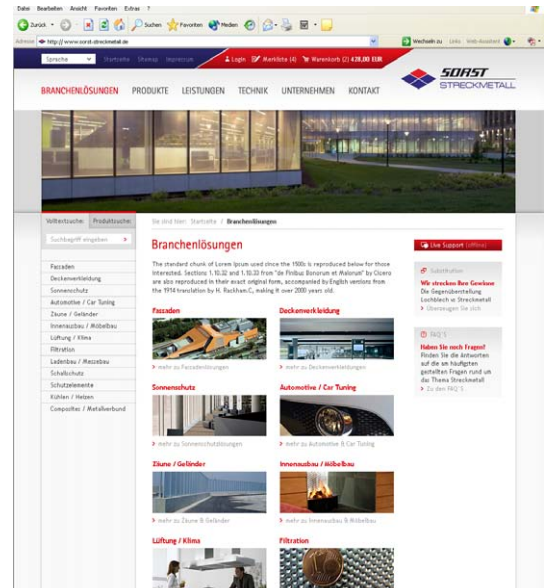 Datei Bearbeiten Ansicht Favoriten Extras ?
Zurück Suchen Favoriten Medien
Adresse http://www.sorst-streckmetall.de Wechseln zu Links
Sprache Startseite Sitemap Impressum Login Merkliste (4) Warenkorb (2) 428,00 EUR
SORST
STRECKMETALL
BRANCHENLÖSUNGEN PRODUKTE LEISTUNGEN TECHNIK UNTERNEHMEN KONTAKT
Volltextsuche: Produktsuche:
Suchbegriff eingeben
Sie sind hier: Startseite / Branchenlösungen
Branchenlösungen
The standard chunk of Lorem Ipsum used since the 1500s is reproduced below for those
interested. Sections 1.10.32 and 1.10.33 from "de Finibus Bonorum et Malorum" by Cicero
are also reproduced in their exact original form, accompanied by English versions from
the 1914 translation by H. Rackham.C, making it over 2000 years old.
Fassaden
Deckenverkleidung
Sonnenschutz
Automotive / Car Tuning
Zäune / Geländer
Innenausbau / Möbelbau
Lüftung / Klima
Filtration
Ladenbau / Messebau
Schallschutz
Schutzelemente
Kühlen / Heizen
Composites / Metallverbund
Fassaden Deckenverkleidung
mehr zu Fassadenlösungen mehr zu Deckenverkleidungen
Sonnenschutz Automotive / Car Tuning
mehr zu Sonnenschutzlösungen mehr zu Automotive & Car Tuning
Zäune / Geländer Innenausbau / Möbelbau
mehr zu Zäune & Geländer mehr zu Innenausbau & Möbelbau
Lüftung / Klima Filtration
Live Support (offline)
Substitution
Wir strecken Ihre Gewinne
Die Gegenüberstellung
Lochblech vs Streckmetall
Überzeugen Sie sich
FAQ'S
Haben Sie noch Fragen?
Finden Sie die Antworten
auf die am häufigsten
gestellten Fragen rund um
das Thema Streckmetall
Zu den FAQ'S